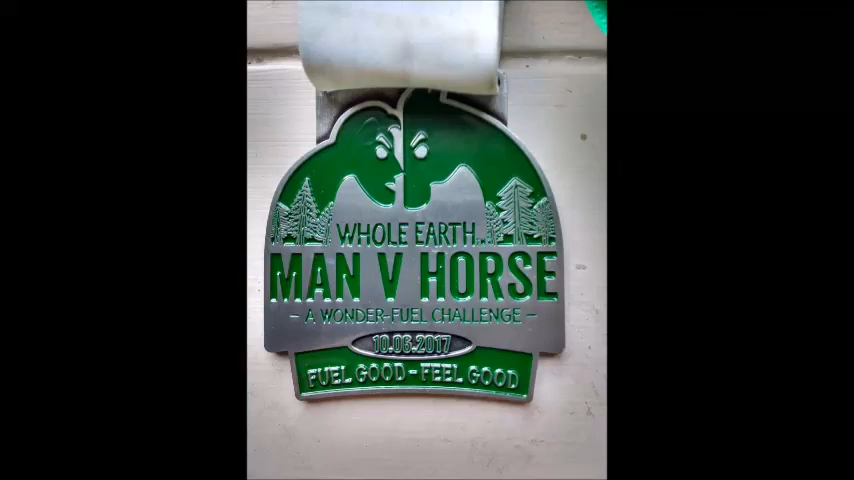 WHOLE EARTH
MAN V HORSE
- A WONDER-FUEL CHALLENGE -
10.06.2017
FUEL GOOD - FEEL GOOD